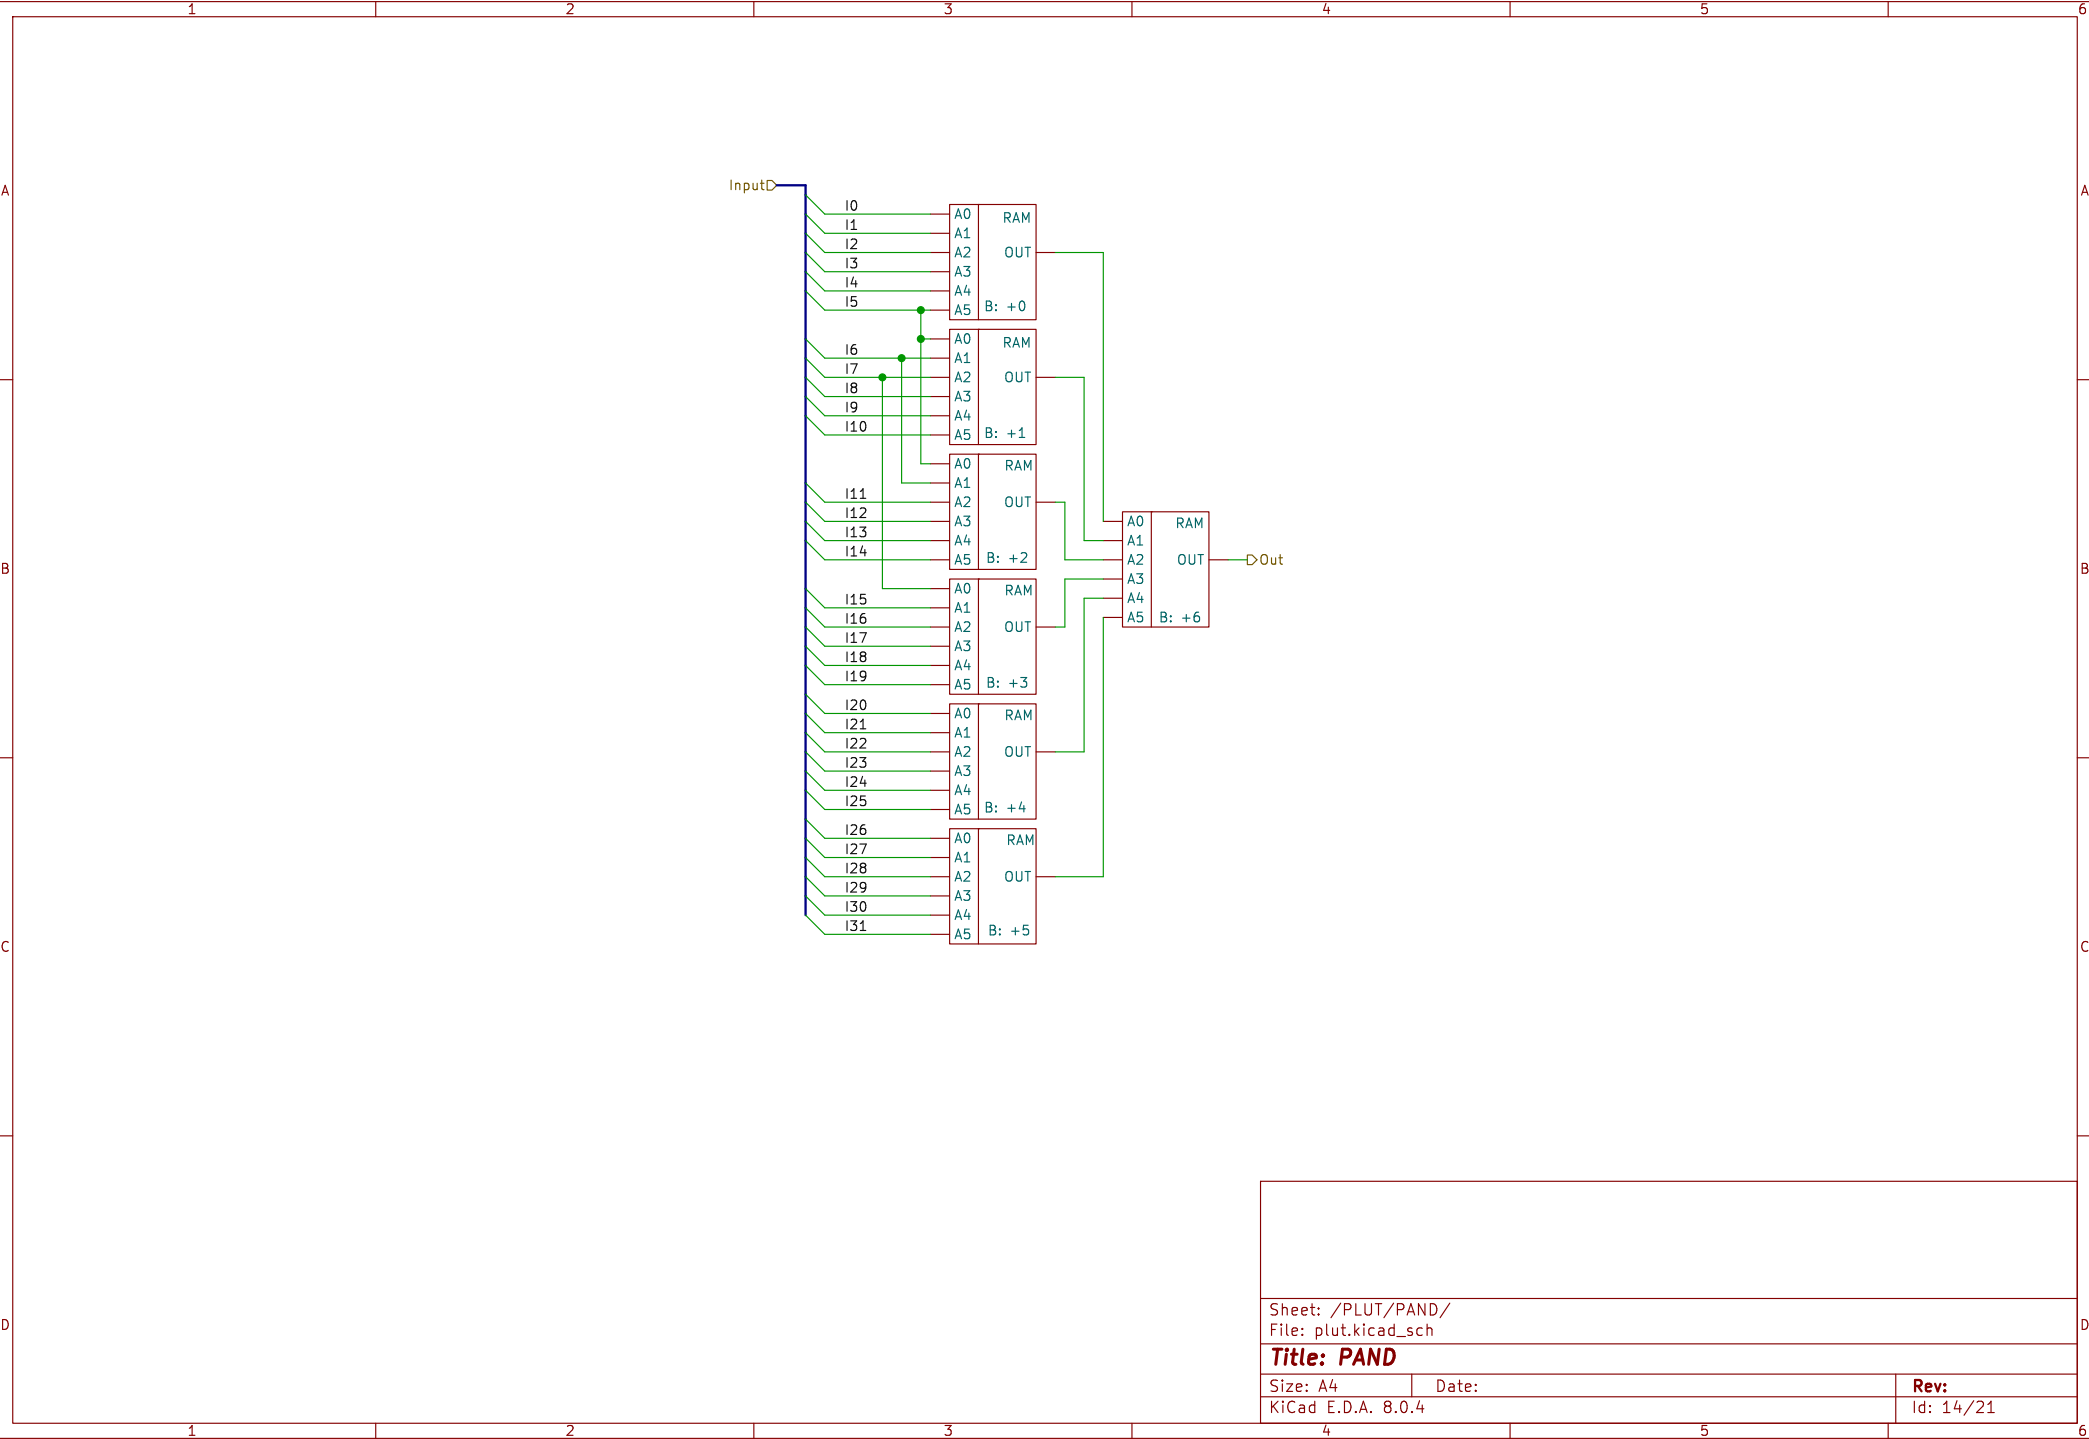 1 2 3 4 5 6
A A
Input
I0 A0 RAM
I1 A1
I2 A2 OUT
I3 A3
I4 A4
I5 A5 B: +0
A0 RAM
I6 A1
I7 A2 OUT
I8 A3
I9 A4
I10 A5 B: +1
A0 RAM
A1
I11 A2 OUT
I12 A3
I13 A4
I14 A5 B: +2
A0 RAM
A1
A2 OUT Out
A3
A4
A5 B: +6
B B
A0 RAM
I15 A1
I16 A2 OUT
I17 A3
I18 A4
I19 A5 B: +3
I20 A0 RAM
I21 A1
I22 A2 OUT
I23 A3
I24 A4
I25 A5 B: +4
I26 A0 RAM
I27 A1
I28 A2 OUT
I29 A3
I30 A4
I31 A5 B: +5
C C
D D
Sheet: /PLUT/PAND/
File: plut.kicad_sch
Title: PAND
Size: A4 Date: Rev:
KiCad E.D.A. 8.0.4 Id: 14/21
1 2 3 4 5 6